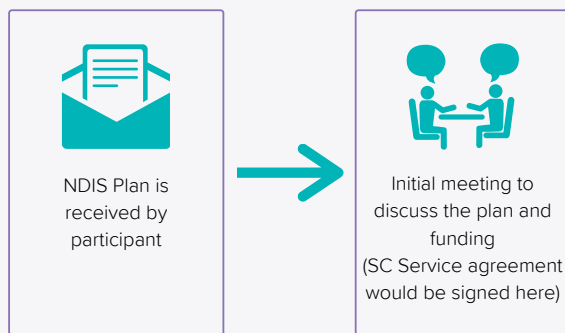 NDIS Plan is
received by
participant
Initial meeting to
discuss the plan and
funding
(SC Service agreement
would be signed here)